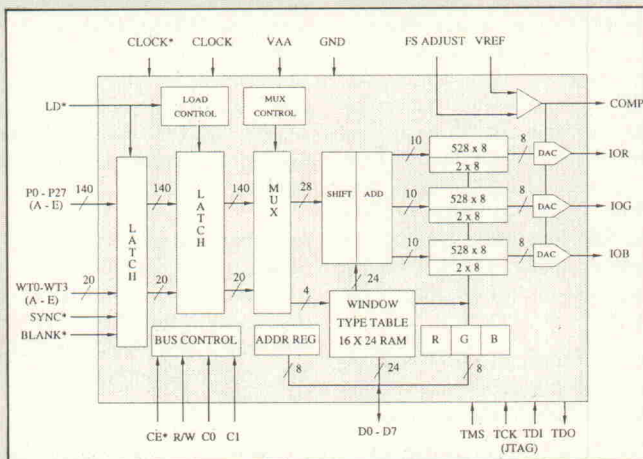 CLOCK* CLOCK VAA GND FS ADJUST VREF
LD*
LOAD CONTROL
MUX CONTROL
COMP
P0 - P27 (A - E)
140
LATCH
140
LATCH
140
MUX
28
SHIFT
ADD
10
528 x 8
2 x 8
8
DAC
IOR
10
528 x 8
2 x 8
8
DAC
IOG
10
528 x 8
2 x 8
8
DAC
IOB
WT0-WT3 (A - E)
20
20
20
4
24
SYNC*
BLANK*
BUS CONTROL
ADDR REG
WINDOW
TYPE TABLE
16 X 24 RAM
R G B
8
24
8
CE* R/W C0 C1
D0 - D7
TMS TCK TDI TDO
(JTAG)